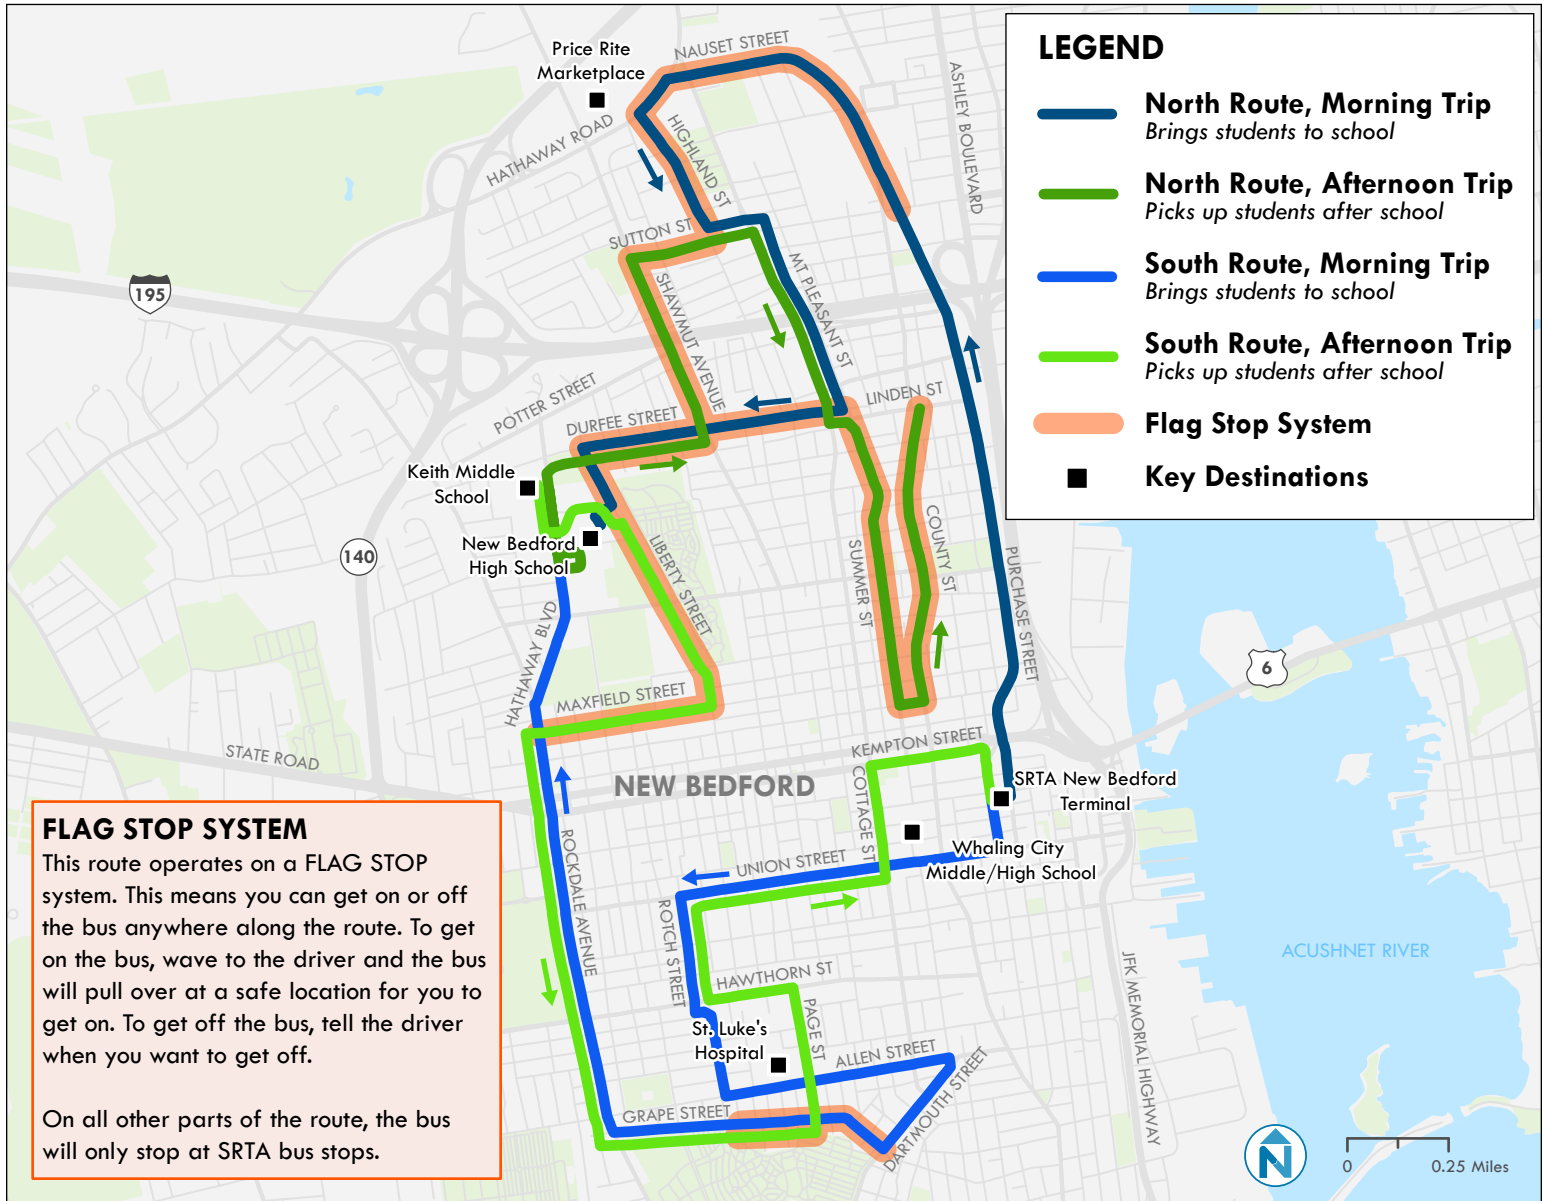 Price Rite
Marketplace
NAUSET STREET
HATHAWAY ROAD
HIGHLAND ST
ASHLEY BOULEVARD
LEGEND
North Route, Morning Trip
Brings students to school
North Route, Afternoon Trip
Picks up students after school
South Route, Morning Trip
Brings students to school
South Route, Afternoon Trip
Picks up students after school
Flag Stop System
Key Destinations
SUTTON ST
SHAWMUT AVENUE
MT PLEASANT ST
195
POTTER STREET
DURFEE STREET
LINDEN ST
Keith Middle
School
New Bedford
High School
140
LIBERTY STREET
SUMMER ST
COUNTY ST
PURCHASE STREET
HATHAWAY BLVD
MAXFIELD STREET
6
STATE ROAD
NEW BEDFORD
KEMPTON STREET
COTTAGE ST
SRTA New Bedford
Terminal
Whaling City
Middle/High School
UNION STREET
ROCKDALE AVENUE
ROTCH STREET
HAWTHORN ST
PAGE ST
St. Luke's
Hospital
ALLEN STREET
GRAPE STREET
DARTMOUTH STREET
JFK MEMORIAL HIGHWAY
ACUSHNET RIVER
FLAG STOP SYSTEM
This route operates on a FLAG STOP
system. This means you can get on or off
the bus anywhere along the route. To get
on the bus, wave to the driver and the bus
will pull over at a safe location for you to
get on. To get off the bus, tell the driver
when you want to get off.
On all other parts of the route, the bus
will only stop at SRTA bus stops.
N
0
0.25 Miles